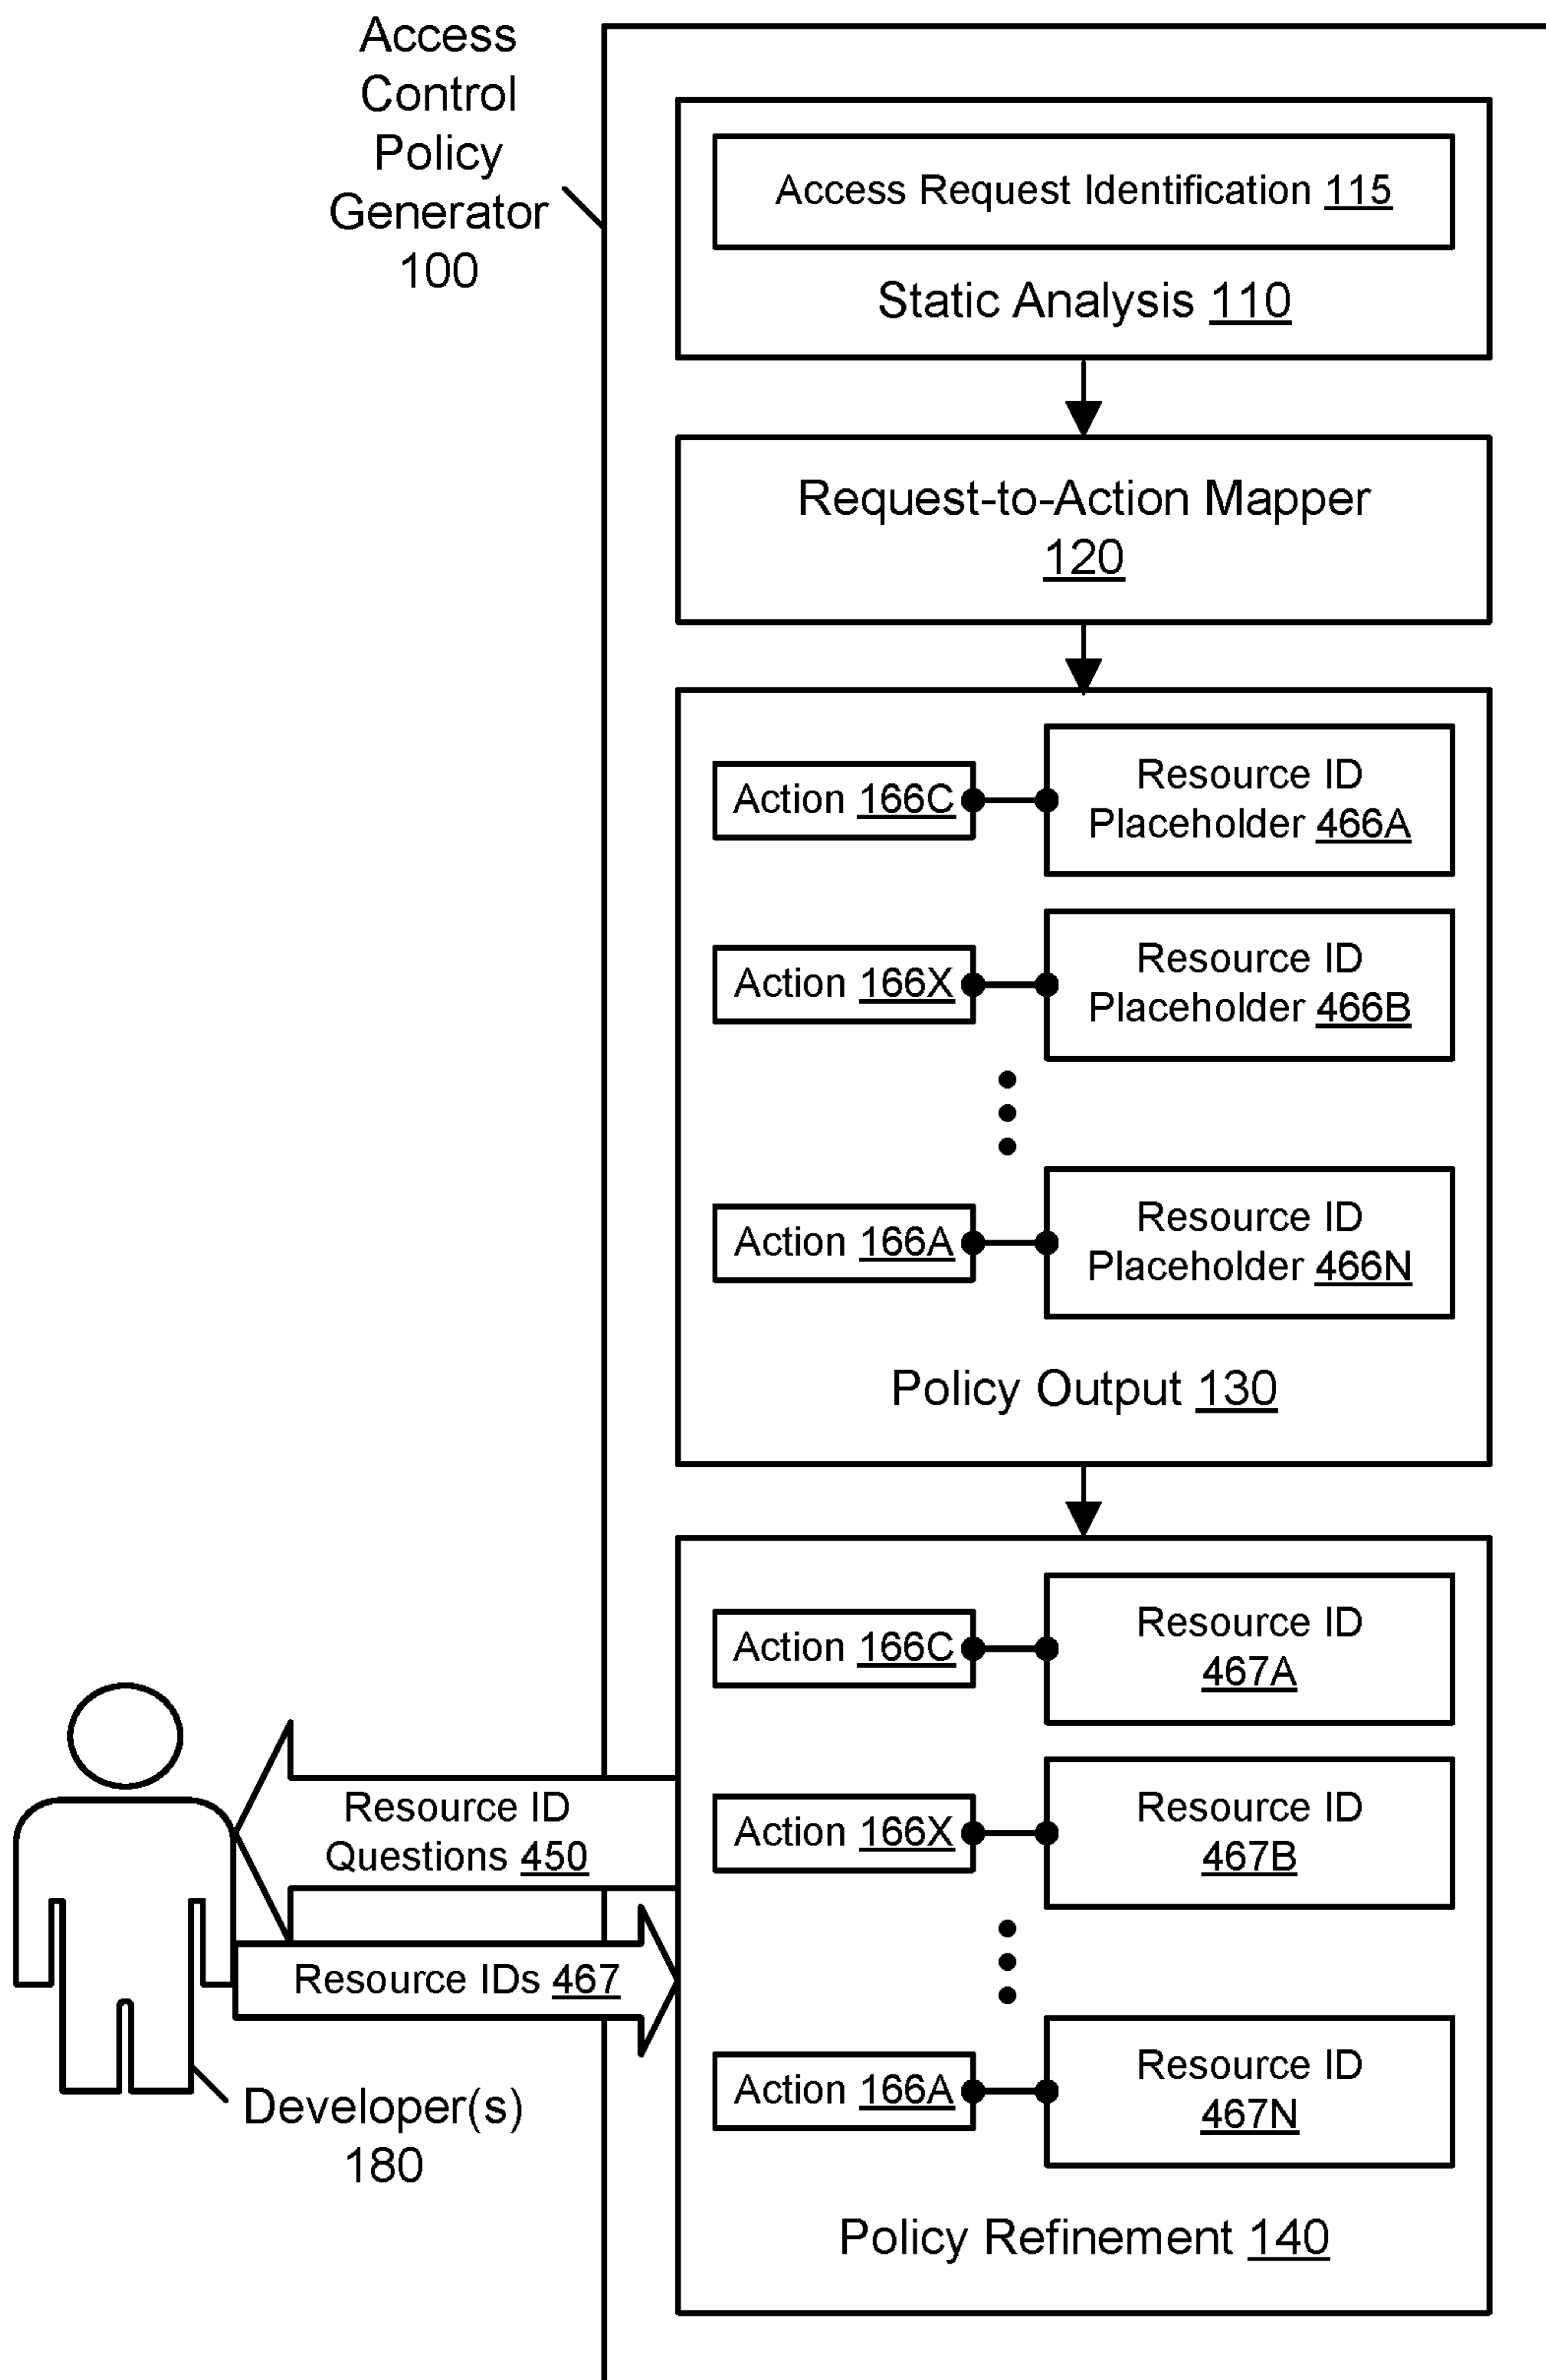 Access
Control
Policy
Generator
100
Access Request Identification 115
Static Analysis 110
Request-to-Action Mapper
120
Action 166C
Resource ID
Placeholder 466A
Action 166X
Resource ID
Placeholder 466B
Action 166A
Resource ID
Placeholder 466N
Policy Output 130
Action 166C
Resource ID
467A
Action 166X
Resource ID
467B
Action 166A
Resource ID
467N
Policy Refinement 140
Resource ID
Questions 450
Resource IDs 467
Developer(s)
180